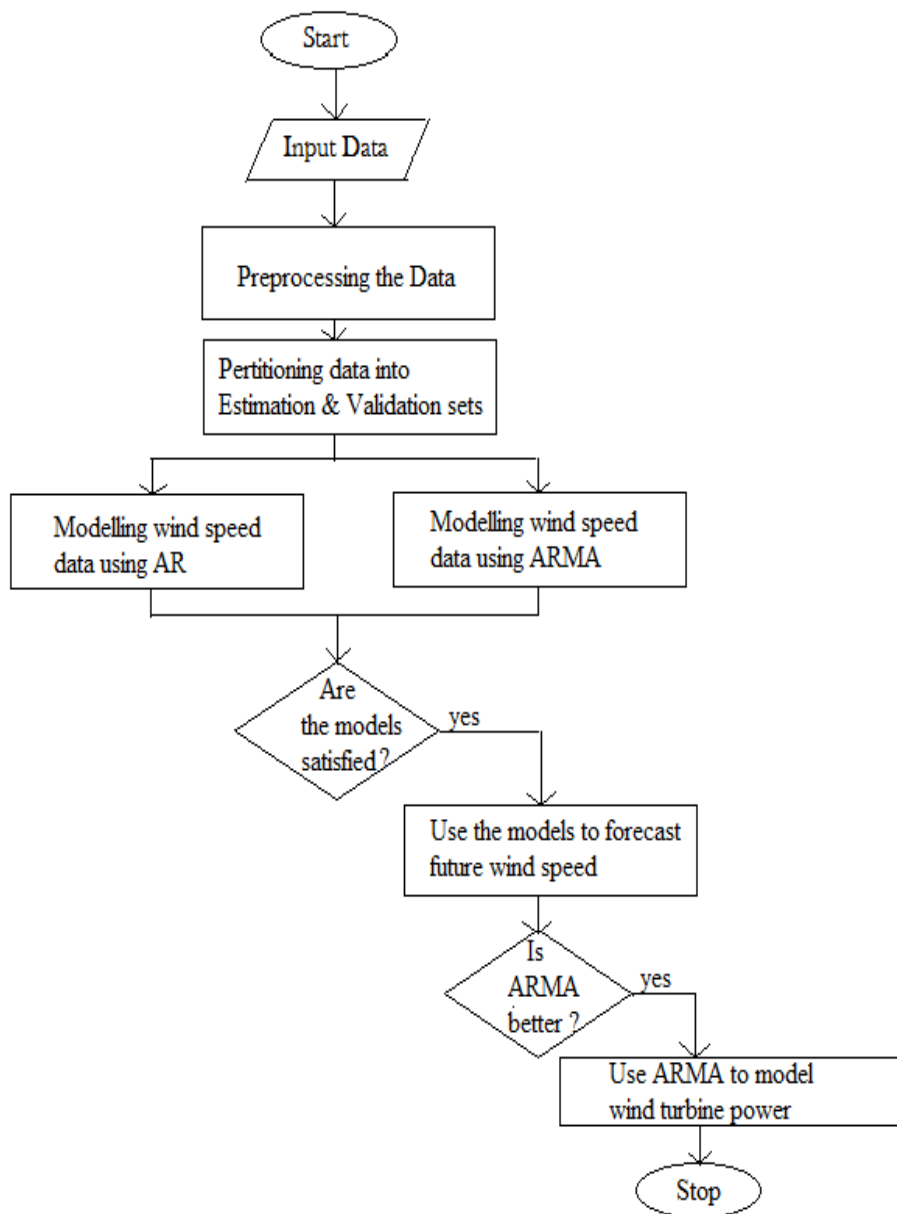 Start
Input Data
Preprocessing the Data
Pertitioning data into
Estimation & Validation sets
Modelling wind speed
data using AR
Modelling wind speed
data using ARMA
Are
the models
satisfied ?
yes
Use the models to forecast
future wind speed
Is
ARMA
better ?
yes
Use ARMA to model
wind turbine power
Stop